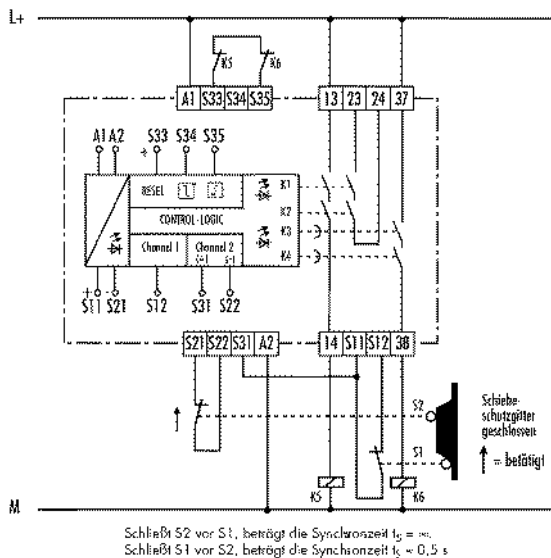 L+
K5 K6
A1 S33 S34 S35 13 23 24 37
A1 A2 S33 S34 S35
+
RESEL 1 2 K1
CONTROL-LOGIC K2
K3
Channel 1 Channel 2 K4
(+) (-)
+ -
S11 S21 S12 S31 S22
S21 S22 S31 A2 14 S11 S12 38
S2 Schiebe-
schutzgitter
geschlossen
S1 = betätigt
K5 K6
M
Schließt S2 vor S1, beträgt die Synchronzeit ts = ∞.
Schließt S1 vor S2, beträgt die Synchronzeit ts ≈ 0,5 s